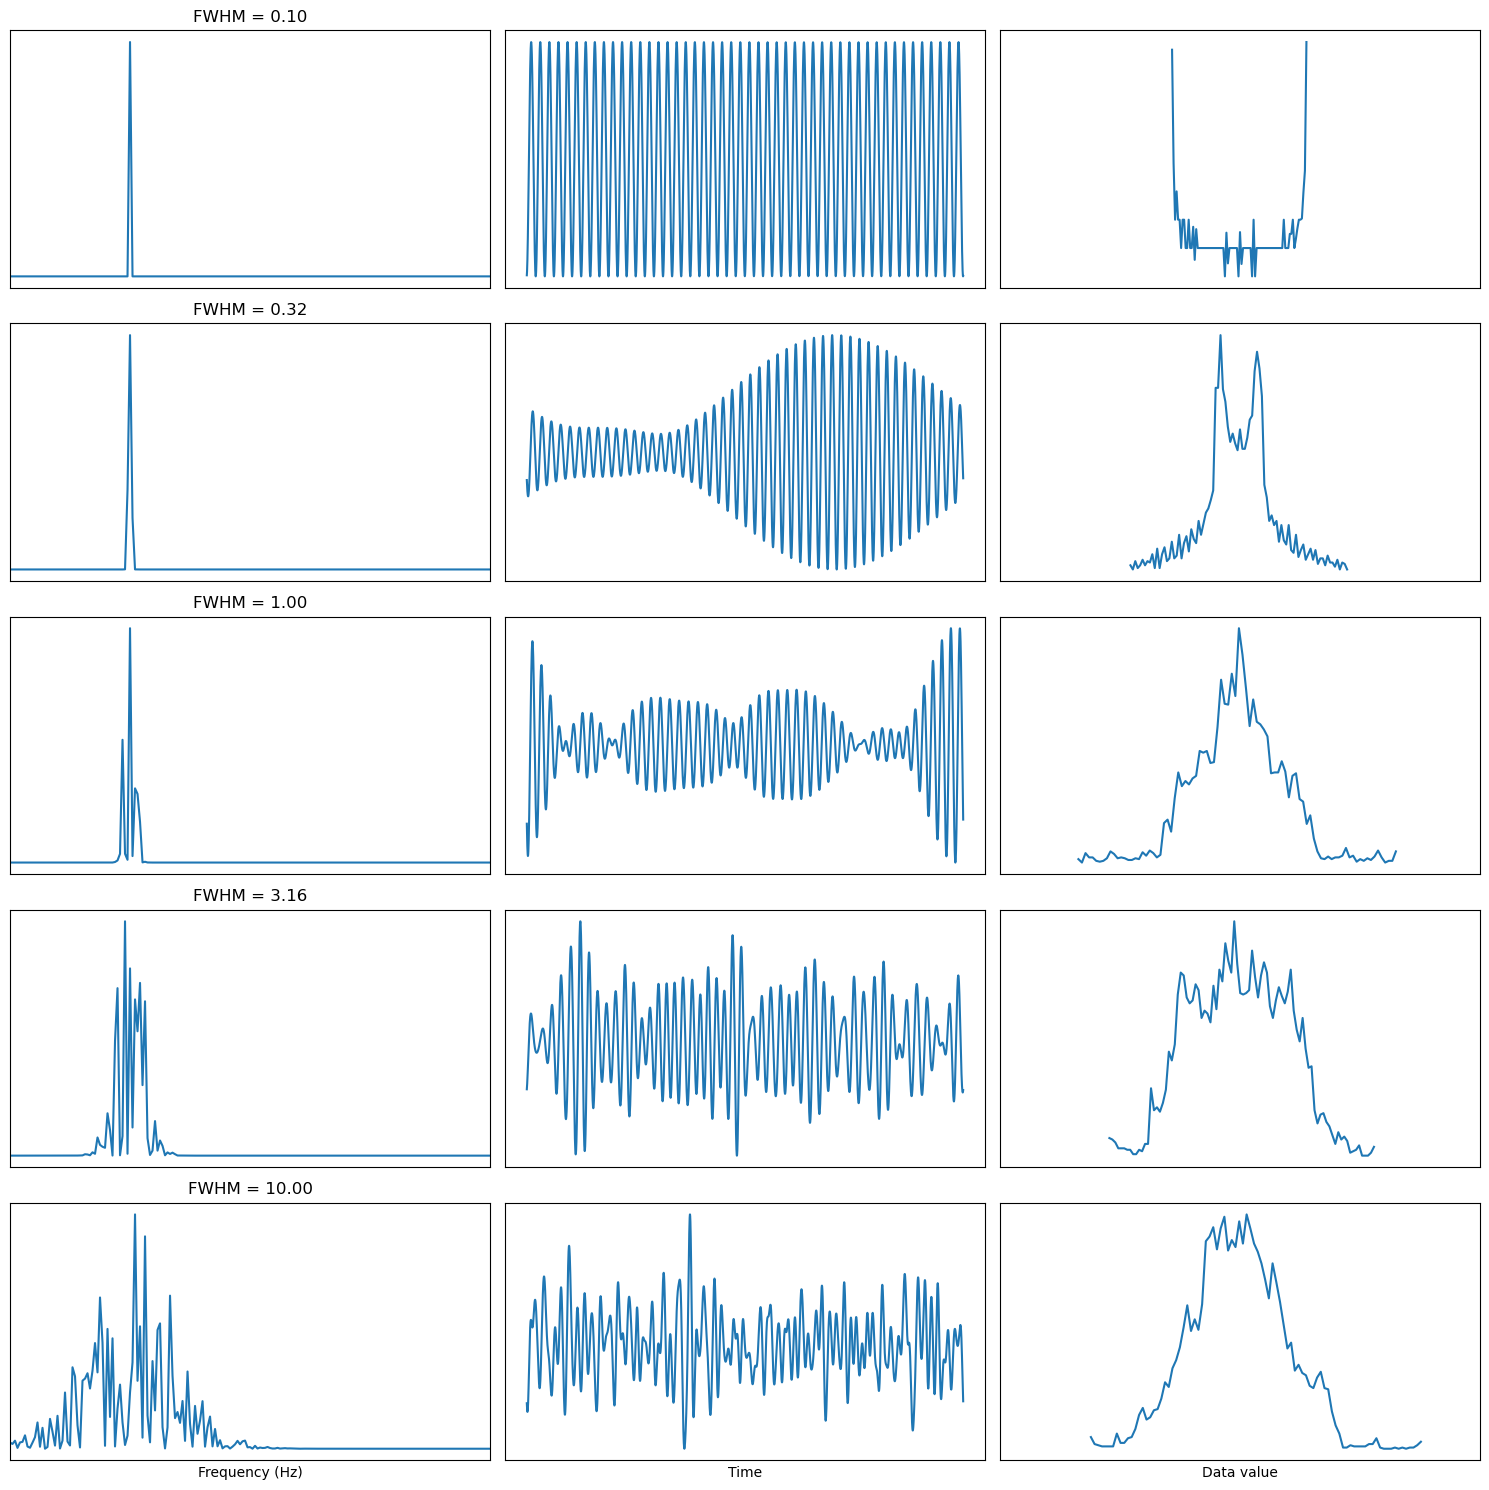 FWHM = 0.10
FWHM = 0.32
FWHM = 1.00
FWHM = 3.16
FWHM = 10.00
Frequency (Hz)
Time
Data value